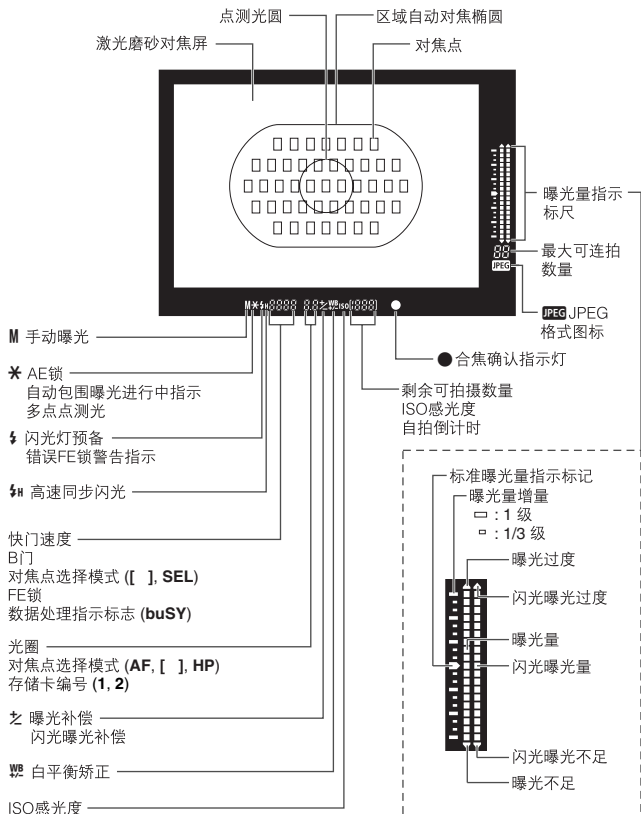 点测光圆
区域自动对焦椭圆
激光磨砂对焦屏
对焦点
曝光量指示
标尺
最大可连拍
数量
JPEG
JPEG JPEG
格式图标
M 手动曝光
合焦确认指示灯
AE锁
自动包围曝光进行中指示
多点点测光
剩余可拍摄数量
ISO感光度
自拍倒计时
闪光灯预备
错误FE锁警告指示
H 高速同步闪光
快门速度
B门
对焦点选择模式 ([ ], SEL)
FE锁
数据处理指示标志 (buSY)
光圈
对焦点选择模式 (AF, [ ], HP)
存储卡编号 (1, 2)
曝光补偿
闪光曝光补偿
WB +/- 白平衡矫正
ISO感光度
标准曝光量指示标记
曝光量增量
: 1 级
: 1/3 级
曝光过度
闪光曝光过度
曝光量
闪光曝光量
闪光曝光不足
曝光不足